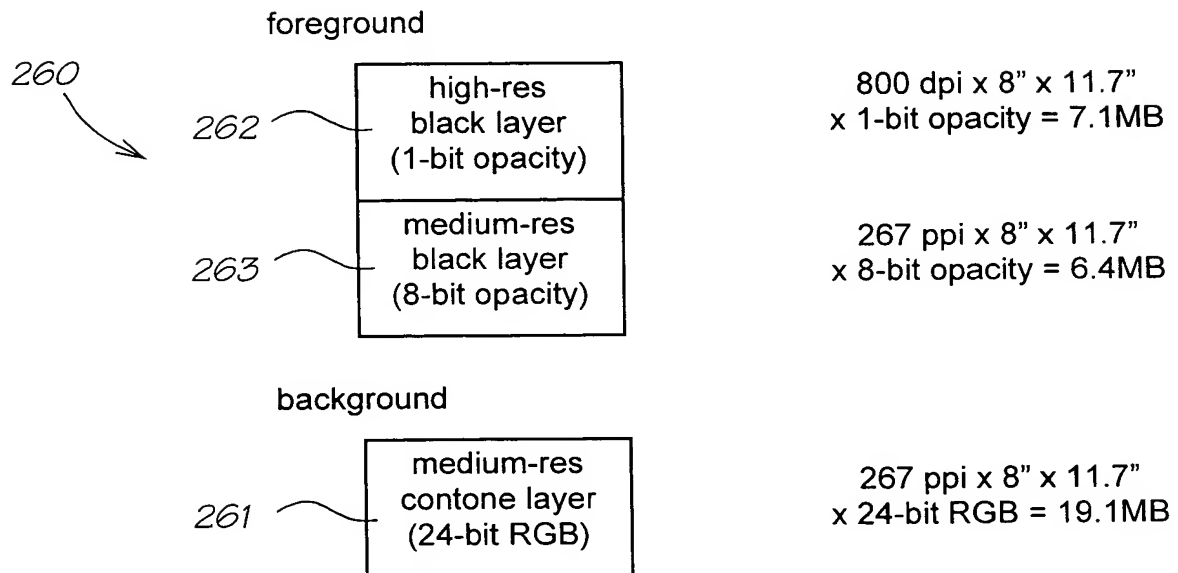 foreground
260
262
high-res
black layer
(1-bit opacity)
800 dpi x 8” x 11.7”
x 1-bit opacity = 7.1MB
263
medium-res
black layer
(8-bit opacity)
267 ppi x 8” x 11.7”
x 8-bit opacity = 6.4MB
background
261
medium-res
contone layer
(24-bit RGB)
267 ppi x 8” x 11.7”
x 24-bit RGB = 19.1MB